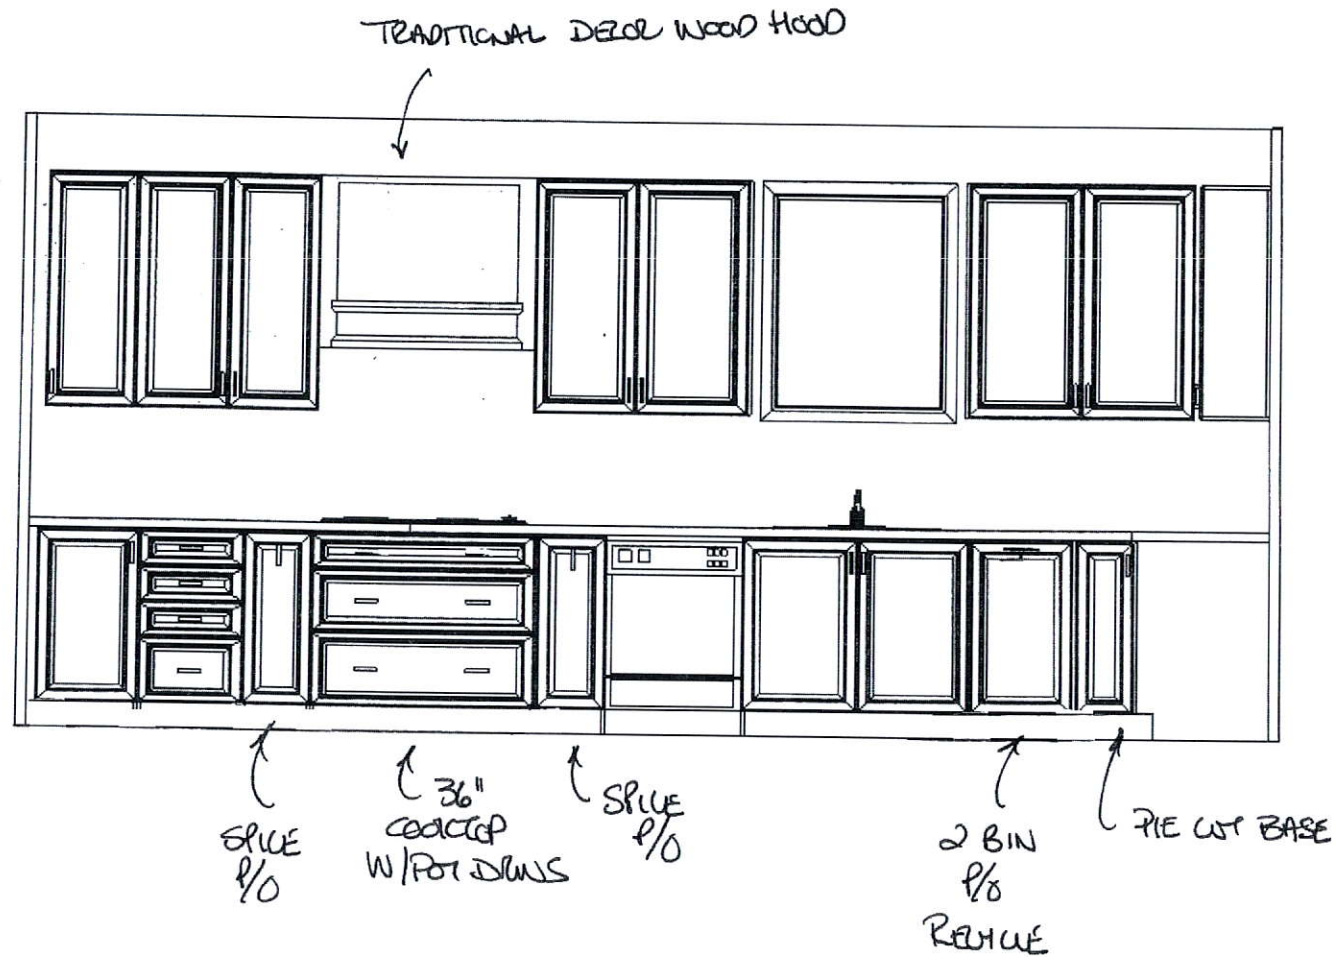 TRADITIONAL DECOR WOOD HOOD
SPICE
P/O
36"
COOKTOP
W/POT DRWS
SPICE
P/O
2 BIN
P/O
RECYCLE
PIE CUT BASE